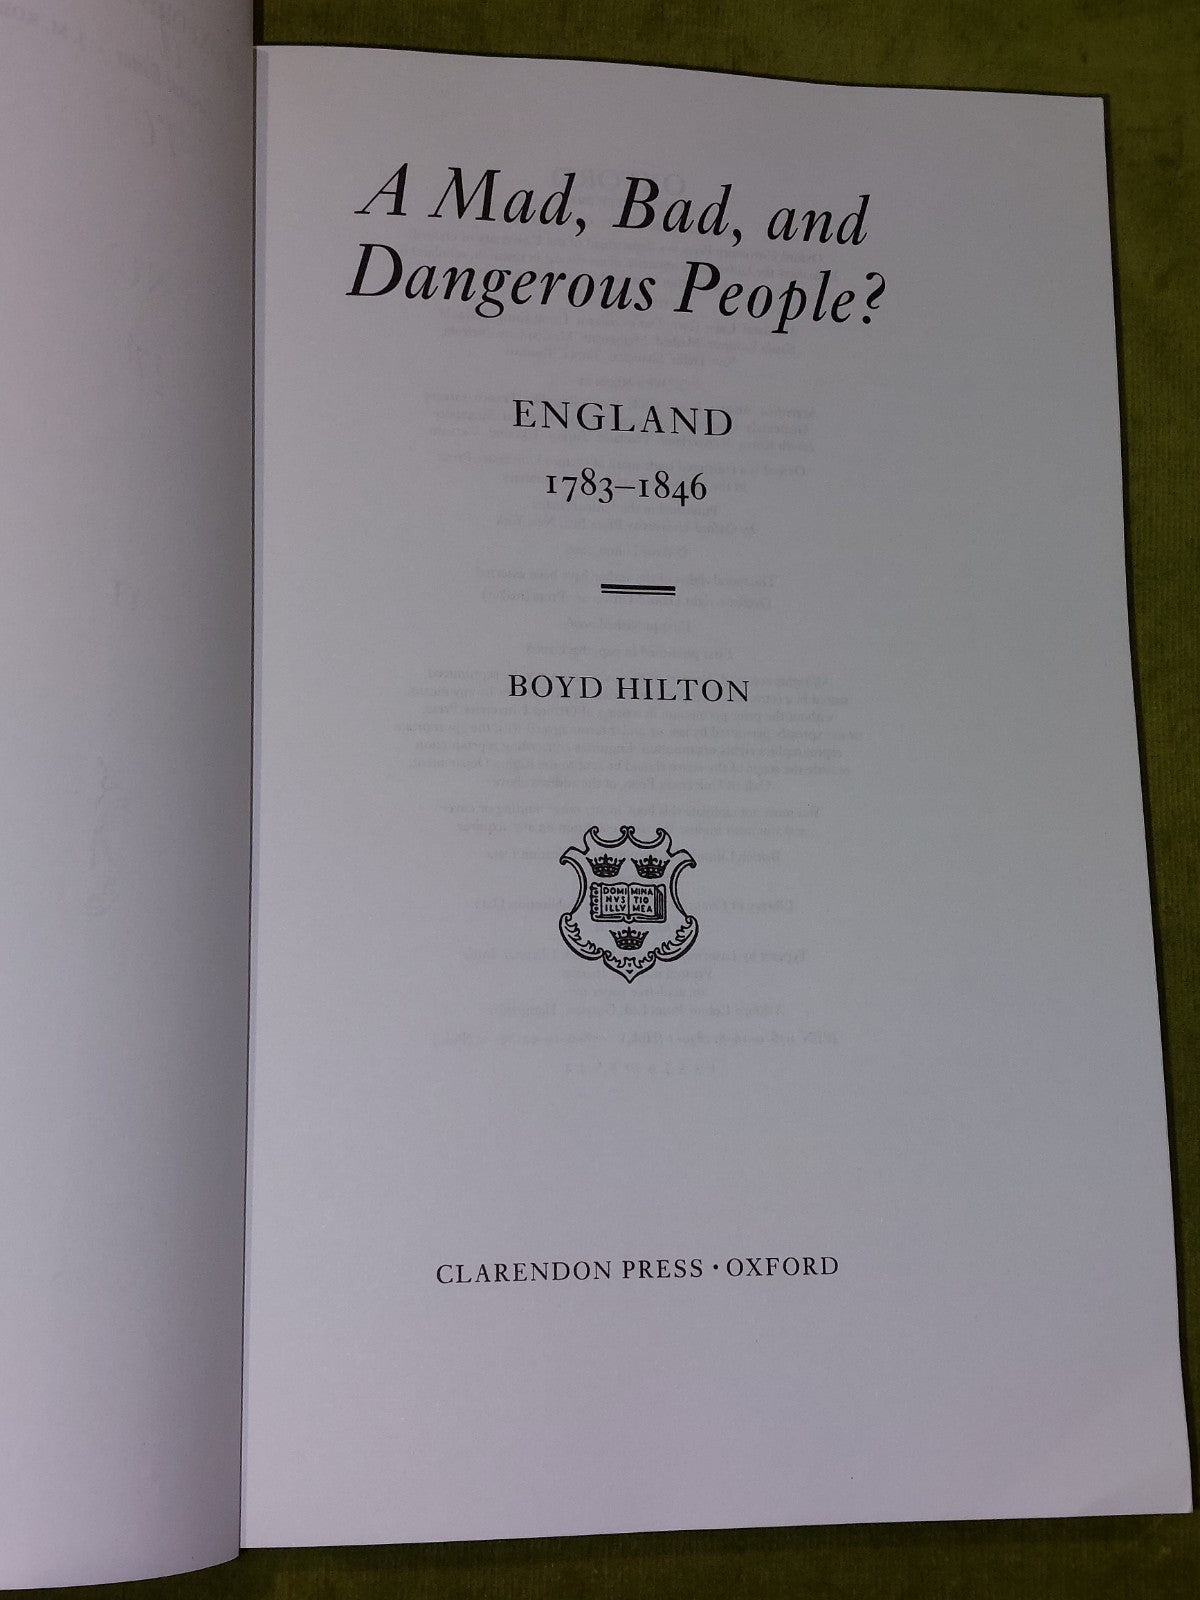 A Mad, Bad, and
Dangerous People?
ENGLAND
1783–1846
BOYD HILTON
DOMI MINA
NVS TIO
ILLV MEA
CLARENDON PRESS · OXFORD